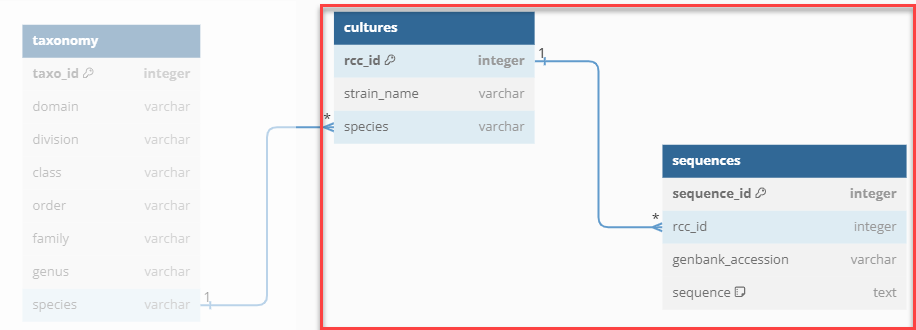 taxonomy
taxo_id integer
domain varchar
division varchar
class varchar
order varchar
family varchar
genus varchar
species varchar
1
*
cultures
rcc_id integer
strain_name varchar
species varchar
1
*
sequences
sequence_id integer
rcc_id integer
genbank_accession varchar
sequence text